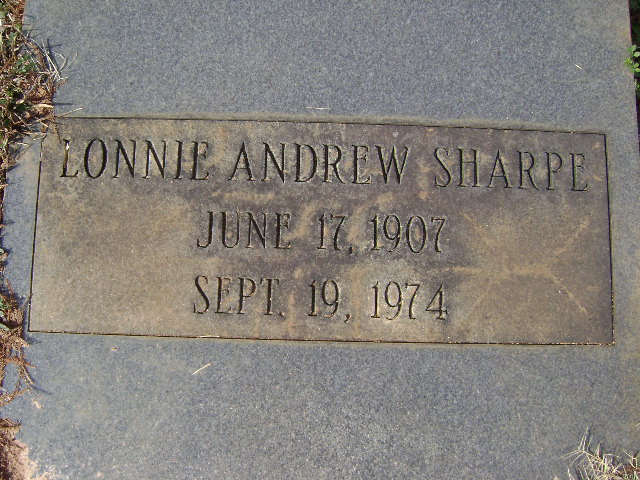 LONNIE ANDREW SHARPE
JUNE 17, 1907
SEPT. 19, 1974